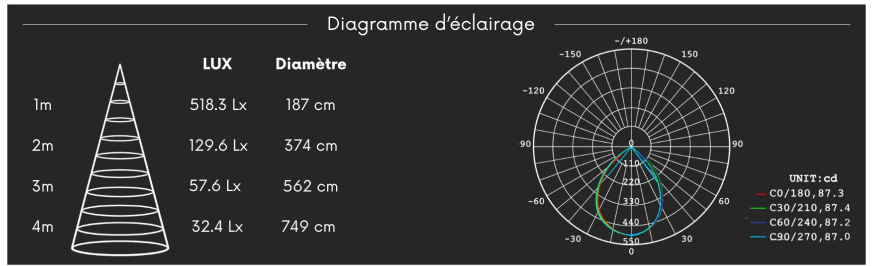 Diagramme d'éclairage
LUX Diamètre
1m 518.3 Lx 187 cm
2m 129.6 Lx 374 cm
3m 57.6 Lx 562 cm
4m 32.4 Lx 749 cm
-/+180
-150 150
-120 120
90 0 90
110
220
-60 330 60
440
-30 550 30
0
UNIT:cd
C0/180,87.3
C30/210,87.4
C60/240,87.2
C90/270,87.0